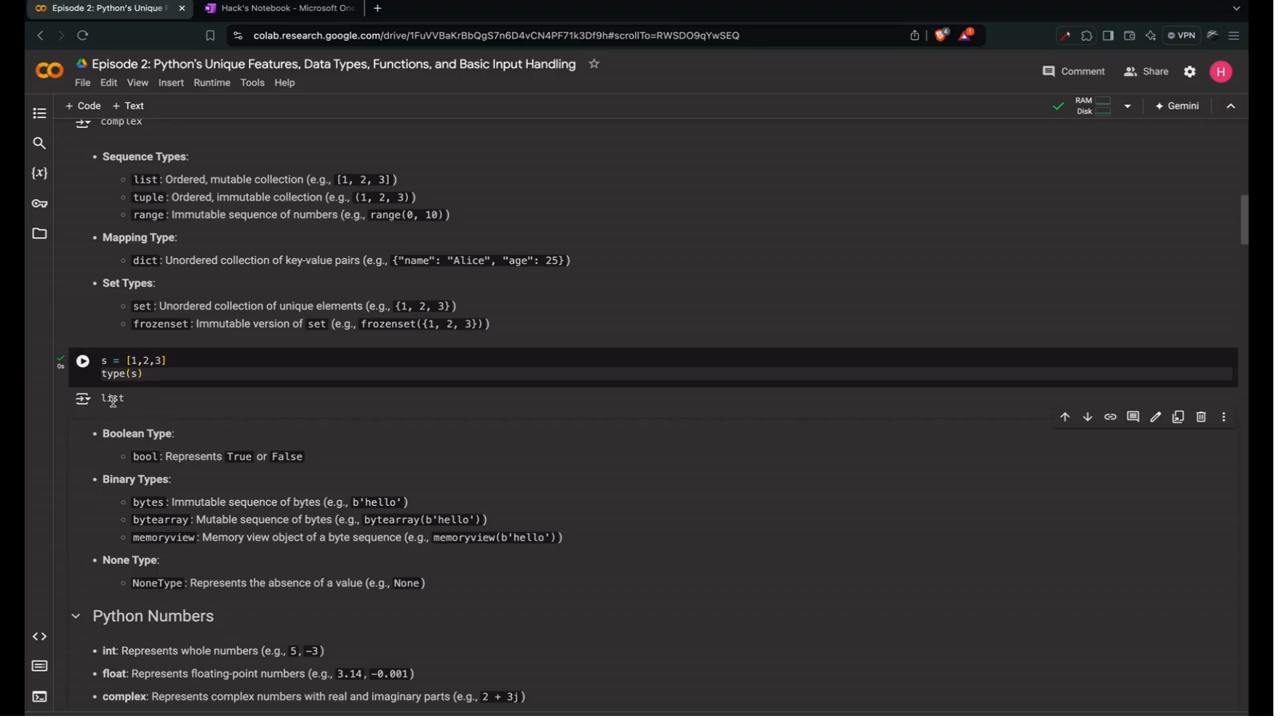 Episode 2: Python's Unique F
Hack's Notebook - Microsoft On
colab.research.google.com/drive/1FuVVBaKrBbQgS7n6D4vCN4PF71k3Df9h#scrollTo=RWSDO9qYwSEQ
VPN
Episode 2: Python's Unique Features, Data Types, Functions, and Basic Input Handling
File Edit View Insert Runtime Tools Help
Comment
Share
H
+ Code + Text
RAM
Disk
Gemini
complex
• Sequence Types:
list: Ordered, mutable collection (e.g., [1, 2, 3])
tuple: Ordered, immutable collection (e.g., (1, 2, 3))
range: Immutable sequence of numbers (e.g., range(0, 10))
• Mapping Type:
dict: Unordered collection of key-value pairs (e.g., {"name": "Alice", "age": 25})
• Set Types:
set: Unordered collection of unique elements (e.g., {1, 2, 3})
frozenset: Immutable version of set (e.g., frozenset({1, 2, 3}))
0s
s = [1,2,3]
type(s)
list
• Boolean Type:
bool: Represents True or False
• Binary Types:
bytes: Immutable sequence of bytes (e.g., b'hello')
bytearray: Mutable sequence of bytes (e.g., bytearray(b'hello'))
memoryview: Memory view object of a byte sequence (e.g., memoryview(b'hello'))
• None Type:
NoneType: Represents the absence of a value (e.g., None)
Python Numbers
• int: Represents whole numbers (e.g., 5, -3)
• float: Represents floating-point numbers (e.g., 3.14, -0.001)
• complex: Represents complex numbers with real and imaginary parts (e.g., 2 + 3j)